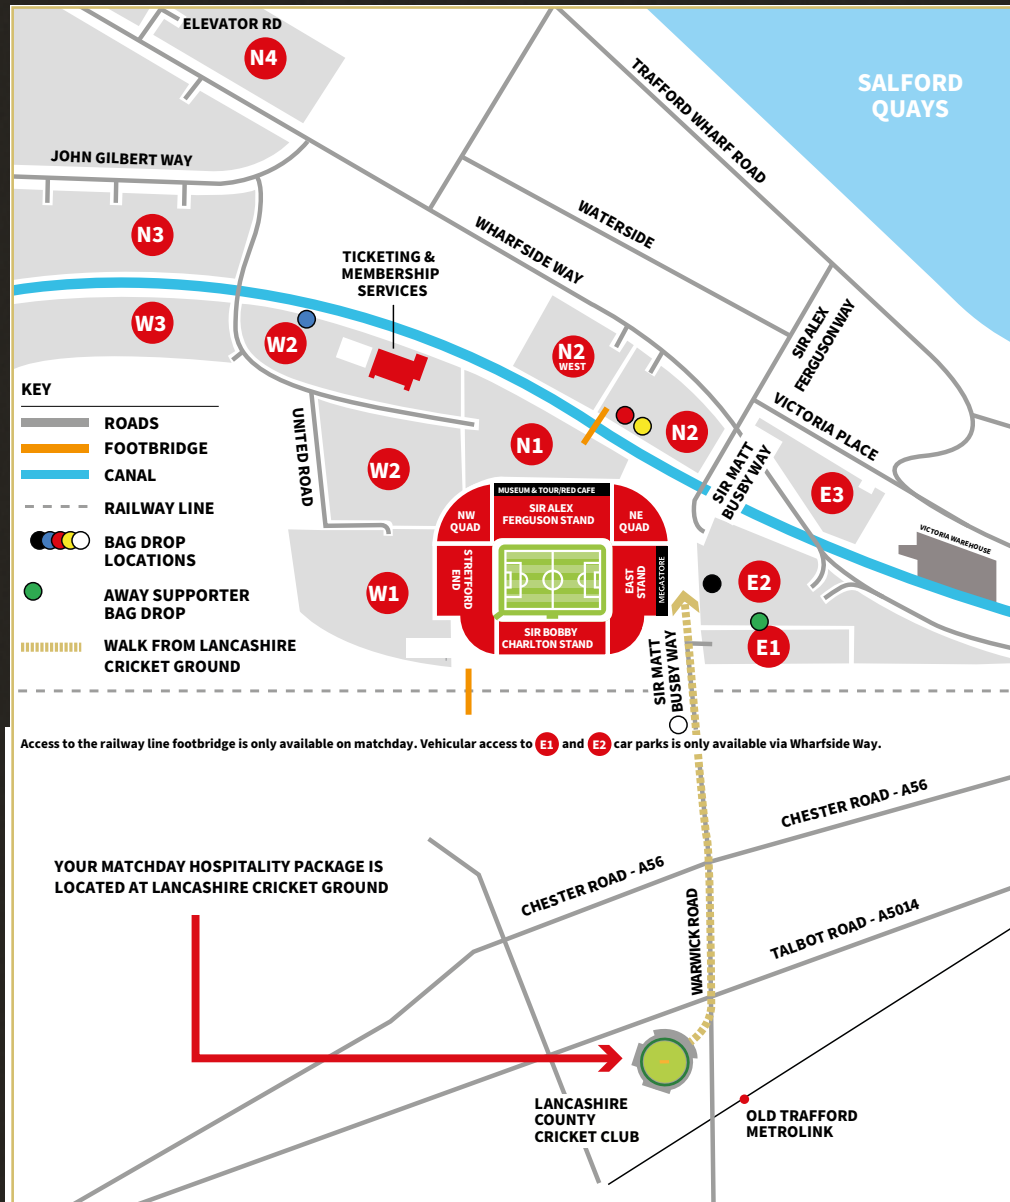 ELEVATOR RD
N4
SALFORD
QUAYS
TRAFFORD WHARF ROAD
JOHN GILBERT WAY
N3
WATERSIDE
WHARFSIDE WAY
TICKETING &
MEMBERSHIP
SERVICES
W3
W2
N2
WEST
SIR ALEX
FERGUSON WAY
KEY
ROADS
FOOTBRIDGE
CANAL
RAILWAY LINE
BAG DROP
LOCATIONS
AWAY SUPPORTER
BAG DROP
WALK FROM LANCASHIRE
CRICKET GROUND
UNITED ROAD
W2
N1
N2
VICTORIA PLACE
SIR MATT
BUSBY WAY
E3
VICTORIA WAREHOUSE
MUSEUM & TOUR/RED CAFE
NW
QUAD
SIR ALEX
FERGUSON STAND
NE
QUAD
STRETFORD
END
EAST
STAND
MEGASTORE
SIR BOBBY
CHARLTON STAND
W1
E2
E1
SIR MATT
BUSBY WAY
Access to the railway line footbridge is only available on matchday. Vehicular access to E1 and E2 car parks is only available via Wharfside Way.
CHESTER ROAD - A56
YOUR MATCHDAY HOSPITALITY PACKAGE IS
LOCATED AT LANCASHIRE CRICKET GROUND
CHESTER ROAD - A56
WARWICK ROAD
TALBOT ROAD - A5014
LANCASHIRE
COUNTY
CRICKET CLUB
OLD TRAFFORD
METROLINK